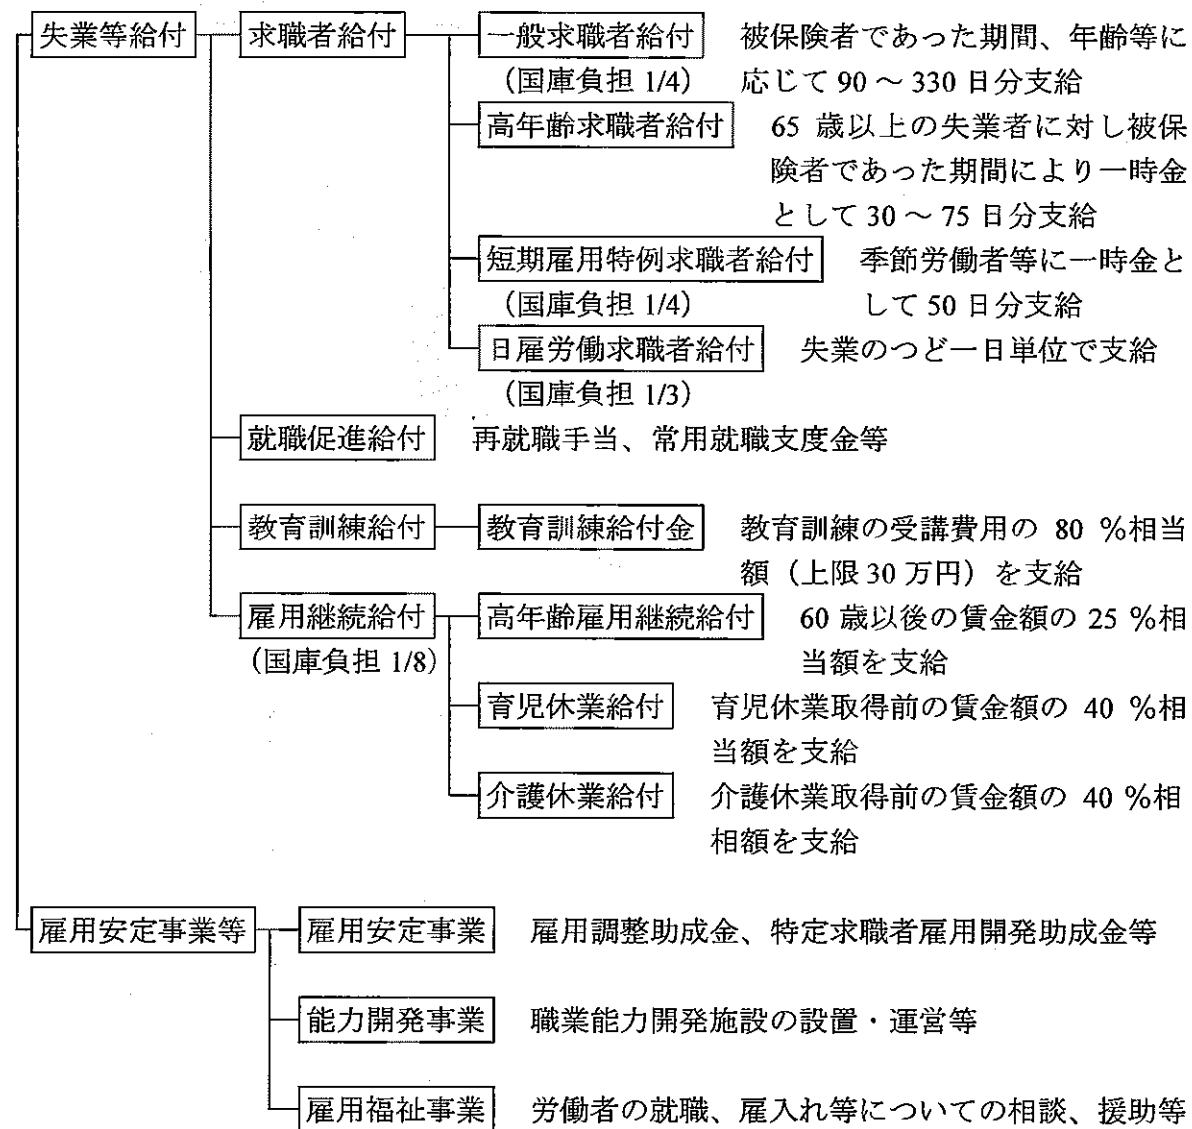 失業等給付 求職者給付 一般求職者給付 被保険者であった期間、年齢等に
（国庫負担 1/4） 応じて 90 ～ 330 日分支給
高年齢求職者給付 65 歳以上の失業者に対し被保
険者であった期間により一時金
として 30 ～ 75 日分支給
短期雇用特例求職者給付 季節労働者等に一時金と
（国庫負担 1/4） して 50 日分支給
日雇労働求職者給付 失業のつど一日単位で支給
（国庫負担 1/3）
就職促進給付 再就職手当、常用就職支度金等
教育訓練給付 教育訓練給付金 教育訓練の受講費用の 80 %相当
額（上限 30 万円）を支給
雇用継続給付 高年齢雇用継続給付 60 歳以後の賃金額の 25 %相
（国庫負担 1/8） 当額を支給
育児休業給付 育児休業取得前の賃金額の 40 %相
当額を支給
介護休業給付 介護休業取得前の賃金額の 40 %相
相額を支給
雇用安定事業等 雇用安定事業 雇用調整助成金、特定求職者雇用開発助成金等
能力開発事業 職業能力開発施設の設置・運営等
雇用福祉事業 労働者の就職、雇入れ等についての相談、援助等